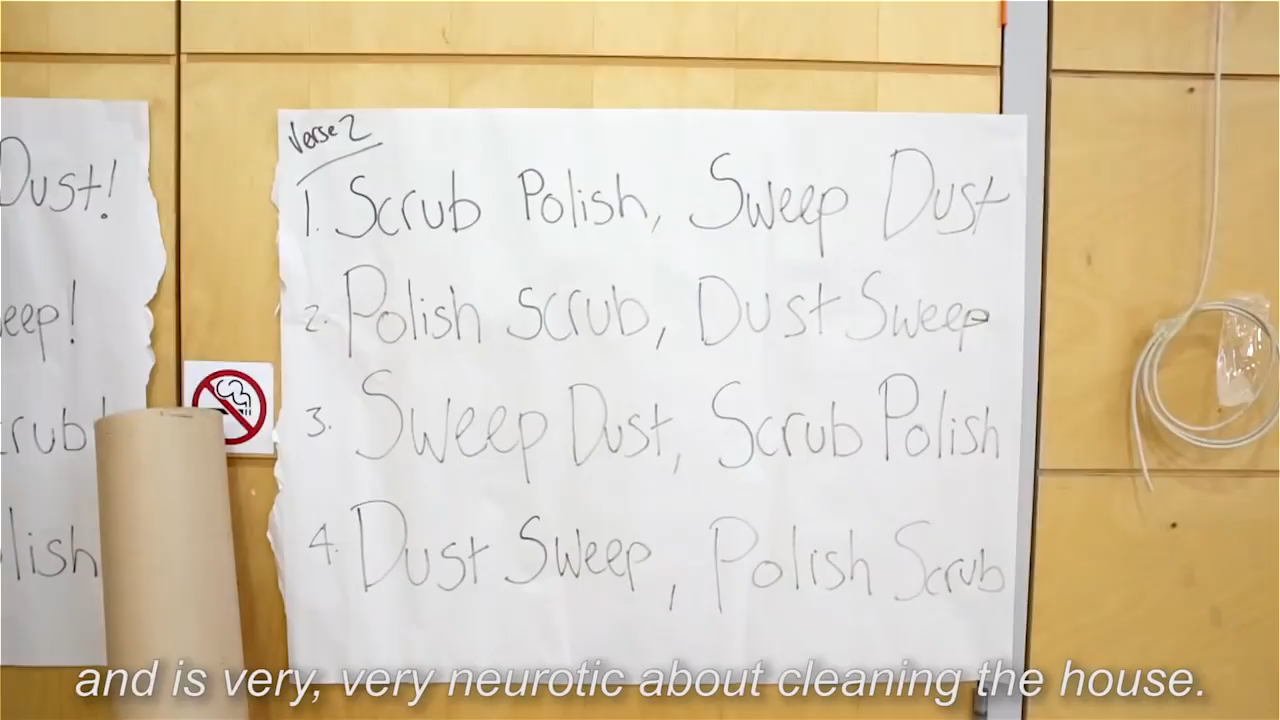 Dust!
eep!
crub!
lish
Verse 2
1. Scrub Polish, Sweep Dust
2. Polish scrub, Dust Sweep
3. Sweep Dust, Scrub Polish
4. Dust Sweep, Polish Scrub
and is very, very neurotic about cleaning the house.